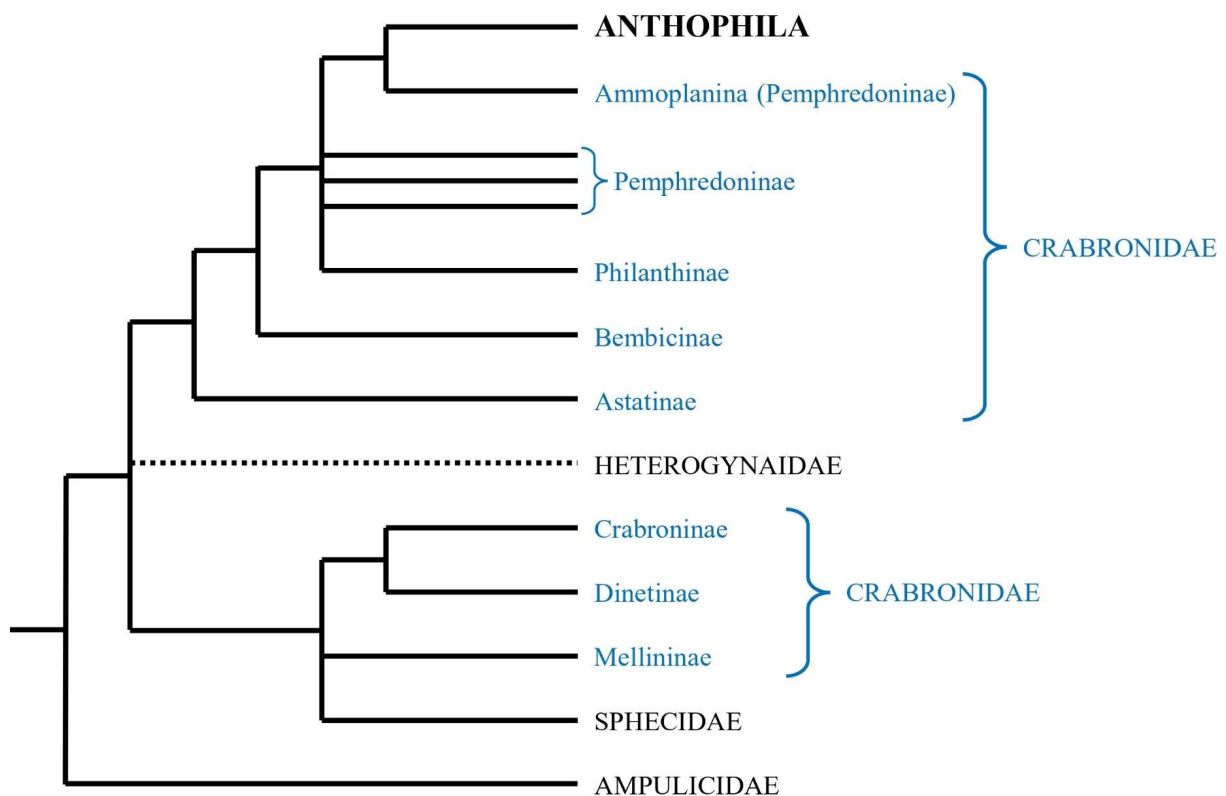 ANTHOPHILA
Ammoplanina (Pemphredoninae)
Pemphredoninae
Philanthinae
CRABRONIDAE
Bembicinae
Astatinae
HETEROGYNAIDAE
Crabroninae
Dinetinae
CRABRONIDAE
Mellininae
SPHECIDAE
AMPULICIDAE